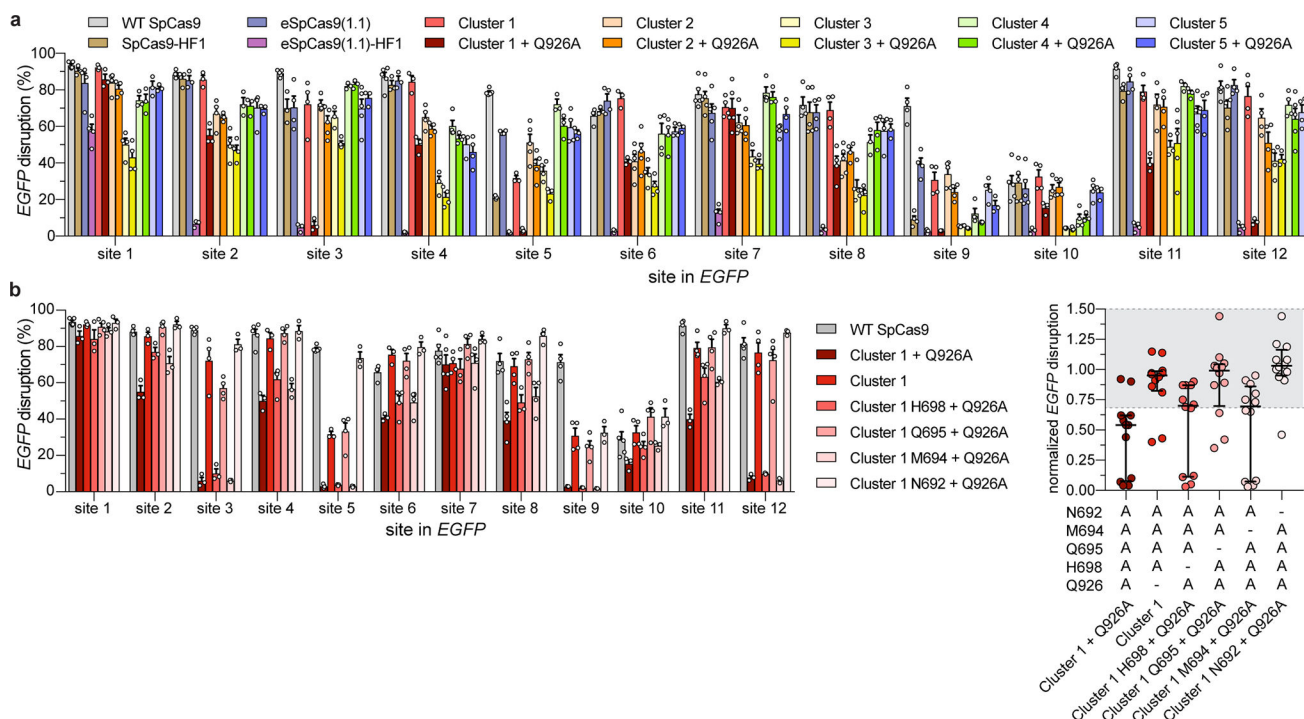 a
WT SpCas9 eSpCas9(1.1) Cluster 1 Cluster 2 Cluster 3 Cluster 4 Cluster 5
SpCas9-HF1 eSpCas9(1.1)-HF1 Cluster 1 + Q926A Cluster 2 + Q926A Cluster 3 + Q926A Cluster 4 + Q926A Cluster 5 + Q926A
EGFP disruption (%)
100
80
60
40
20
0
site 1 site 2 site 3 site 4 site 5 site 6 site 7 site 8 site 9 site 10 site 11 site 12
site in EGFP
b
EGFP disruption (%)
100
80
60
40
20
0
site 1 site 2 site 3 site 4 site 5 site 6 site 7 site 8 site 9 site 10 site 11 site 12
site in EGFP
WT SpCas9
Cluster 1 + Q926A
Cluster 1
Cluster 1 H698 + Q926A
Cluster 1 Q695 + Q926A
Cluster 1 M694 + Q926A
Cluster 1 N692 + Q926A
normalized EGFP disruption
1.50
1.25
1.00
0.75
0.50
0.25
0.00
N692 A A A A A -
M694 A A A A - A
Q695 A A A - A A
H698 A A - A A A
Q926 A - A A A A
Cluster 1 + Q926A
Cluster 1
Cluster 1 H698 + Q926A
Cluster 1 Q695 + Q926A
Cluster 1 M694 + Q926A
Cluster 1 N692 + Q926A